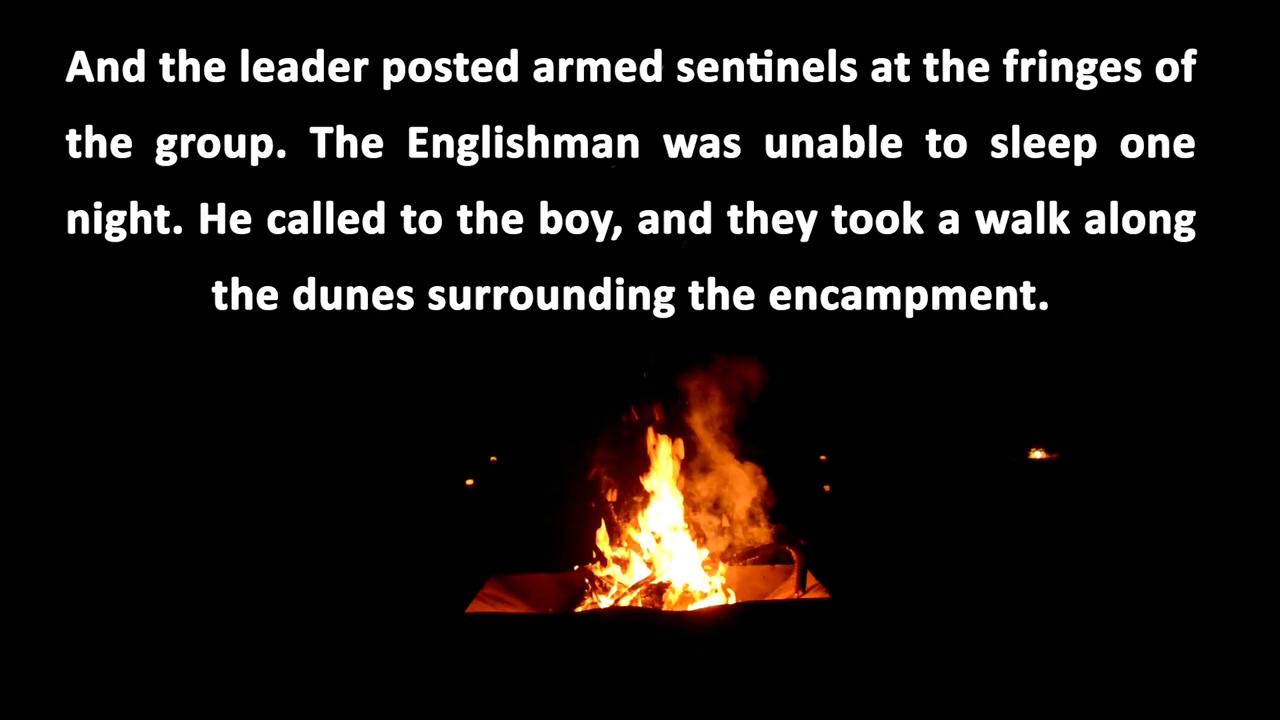 And the leader posted armed sentinels at the fringes of
the group. The Englishman was unable to sleep one
night. He called to the boy, and they took a walk along
the dunes surrounding the encampment.